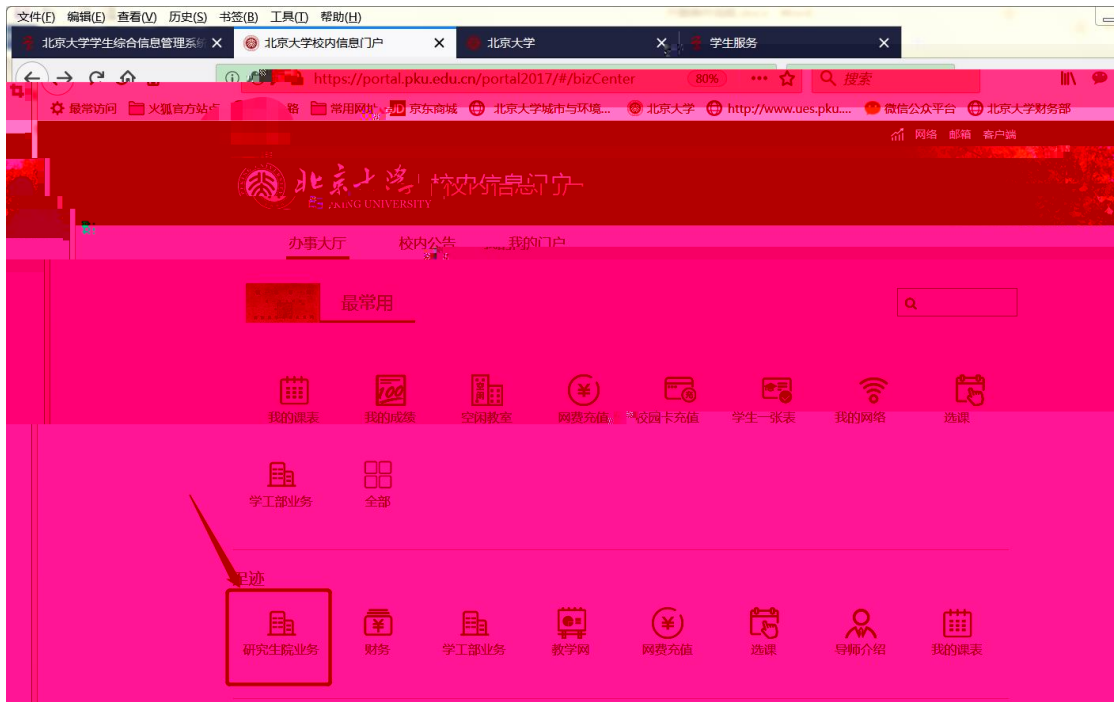 文件(F) 编辑(E) 查看(V) 历史(S) 书签(B) 工具(T) 帮助(H)
北京大学学生综合信息管理系统 北京大学校内信息门户 北京大学 学生服务
https://portal.pku.edu.cn/portal2017/#/bizCenter 80% 搜索
最常访问 火狐官方站点 常用网址 JD 京东商城 北京大学城市与环境... 北京大学 http://www.ues.pku.... 微信公众平台 北京大学财务部
网络 邮箱 客户端
北京大学 校内信息门户
PEKING UNIVERSITY
办事大厅 校内公告 我的门户
最常用
我的课表 我的成绩 空闲教室 网费充值 校园卡充值 学生一张表 我的网络 选课
学工部业务 全部
足迹
研究生院业务 财务 学工部业务 教学网 网费充值 选课 导师介绍 我的课表